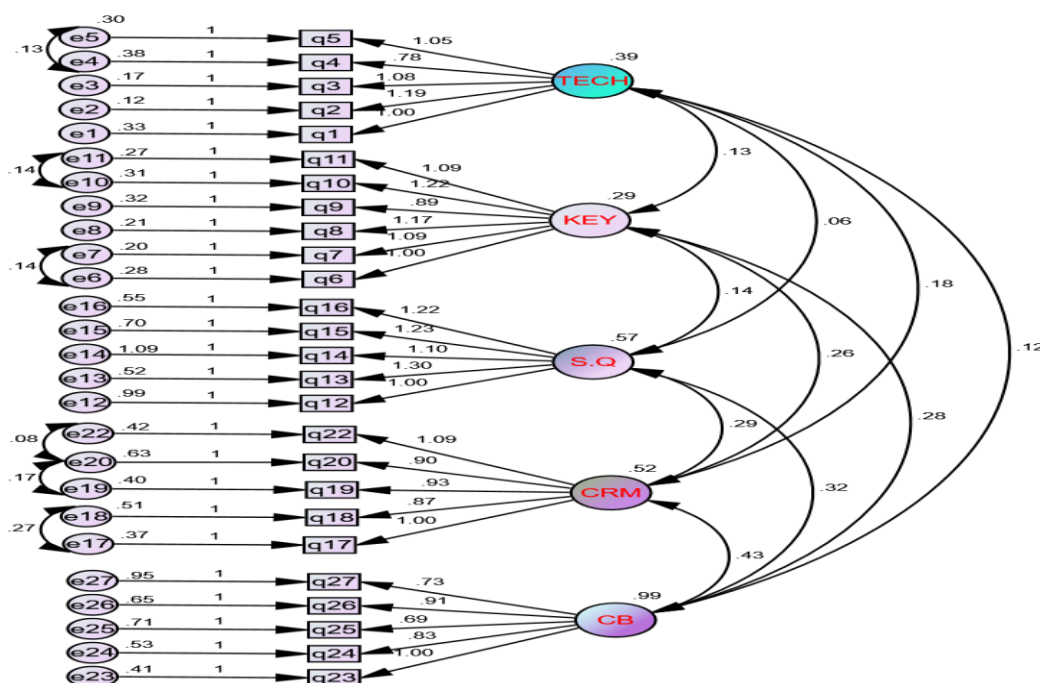 .30
e5 1 q5 1.05
.13
e4 .38 1 q4 .78 .39
e3 .17 1 q3 1.08 TECH
e2 .12 1 q2 1.19
e1 .33 1 q1 1.00
e11 .27 1 q11 1.09 .13
.14
e10 .31 1 q10 1.22 .29
e9 .32 1 q9 .89 KEY
e8 .21 1 q8 1.17 .06
e7 .20 1 q7 1.09
.14
e6 .28 1 q6 1.00 .14 .18
e16 .55 1 q16 1.22
e15 .70 1 q15 1.23 .57 .26 .12
e14 1.09 1 q14 1.10 S.Q
e13 .52 1 q13 1.30 .28
e12 .99 1 q12 1.00
e22 .42 1 q22 1.09 .29
.08
e20 .63 1 q20 .90 .52 .32
.17
e19 .40 1 q19 .93 CRM
e18 .51 1 q18 .87
.27
e17 .37 1 q17 1.00 .43
e27 .95 1 q27 .73 .99
e26 .65 1 q26 .91 CB
e25 .71 1 q25 .69
e24 .53 1 q24 .83
e23 .41 1 q23 1.00